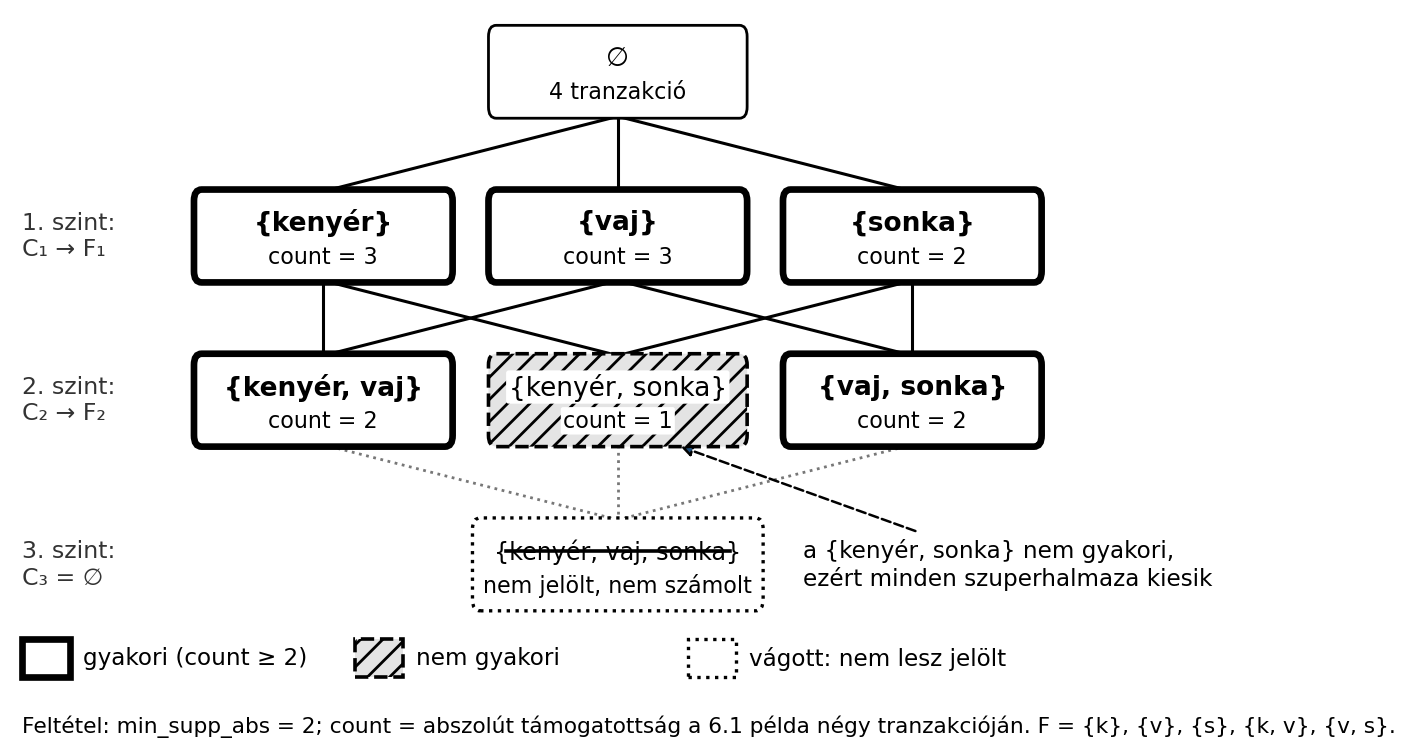 ∅
4 tranzakció
1. szint:
C₁ → F₁
{kenyér}
count = 3
{vaj}
count = 3
{sonka}
count = 2
2. szint:
C₂ → F₂
{kenyér, vaj}
count = 2
{kenyér, sonka}
count = 1
{vaj, sonka}
count = 2
3. szint:
C₃ = ∅
{kenyér, vaj, sonka}
nem jelölt, nem számolt
a {kenyér, sonka} nem gyakori,
ezért minden szuperhalmaza kiesik
gyakori (count ≥ 2)
nem gyakori
vágott: nem lesz jelölt
Feltétel: min_supp_abs = 2; count = abszolút támogatottság a 6.1 példa négy tranzakcióján. F = {k}, {v}, {s}, {k, v}, {v, s}.